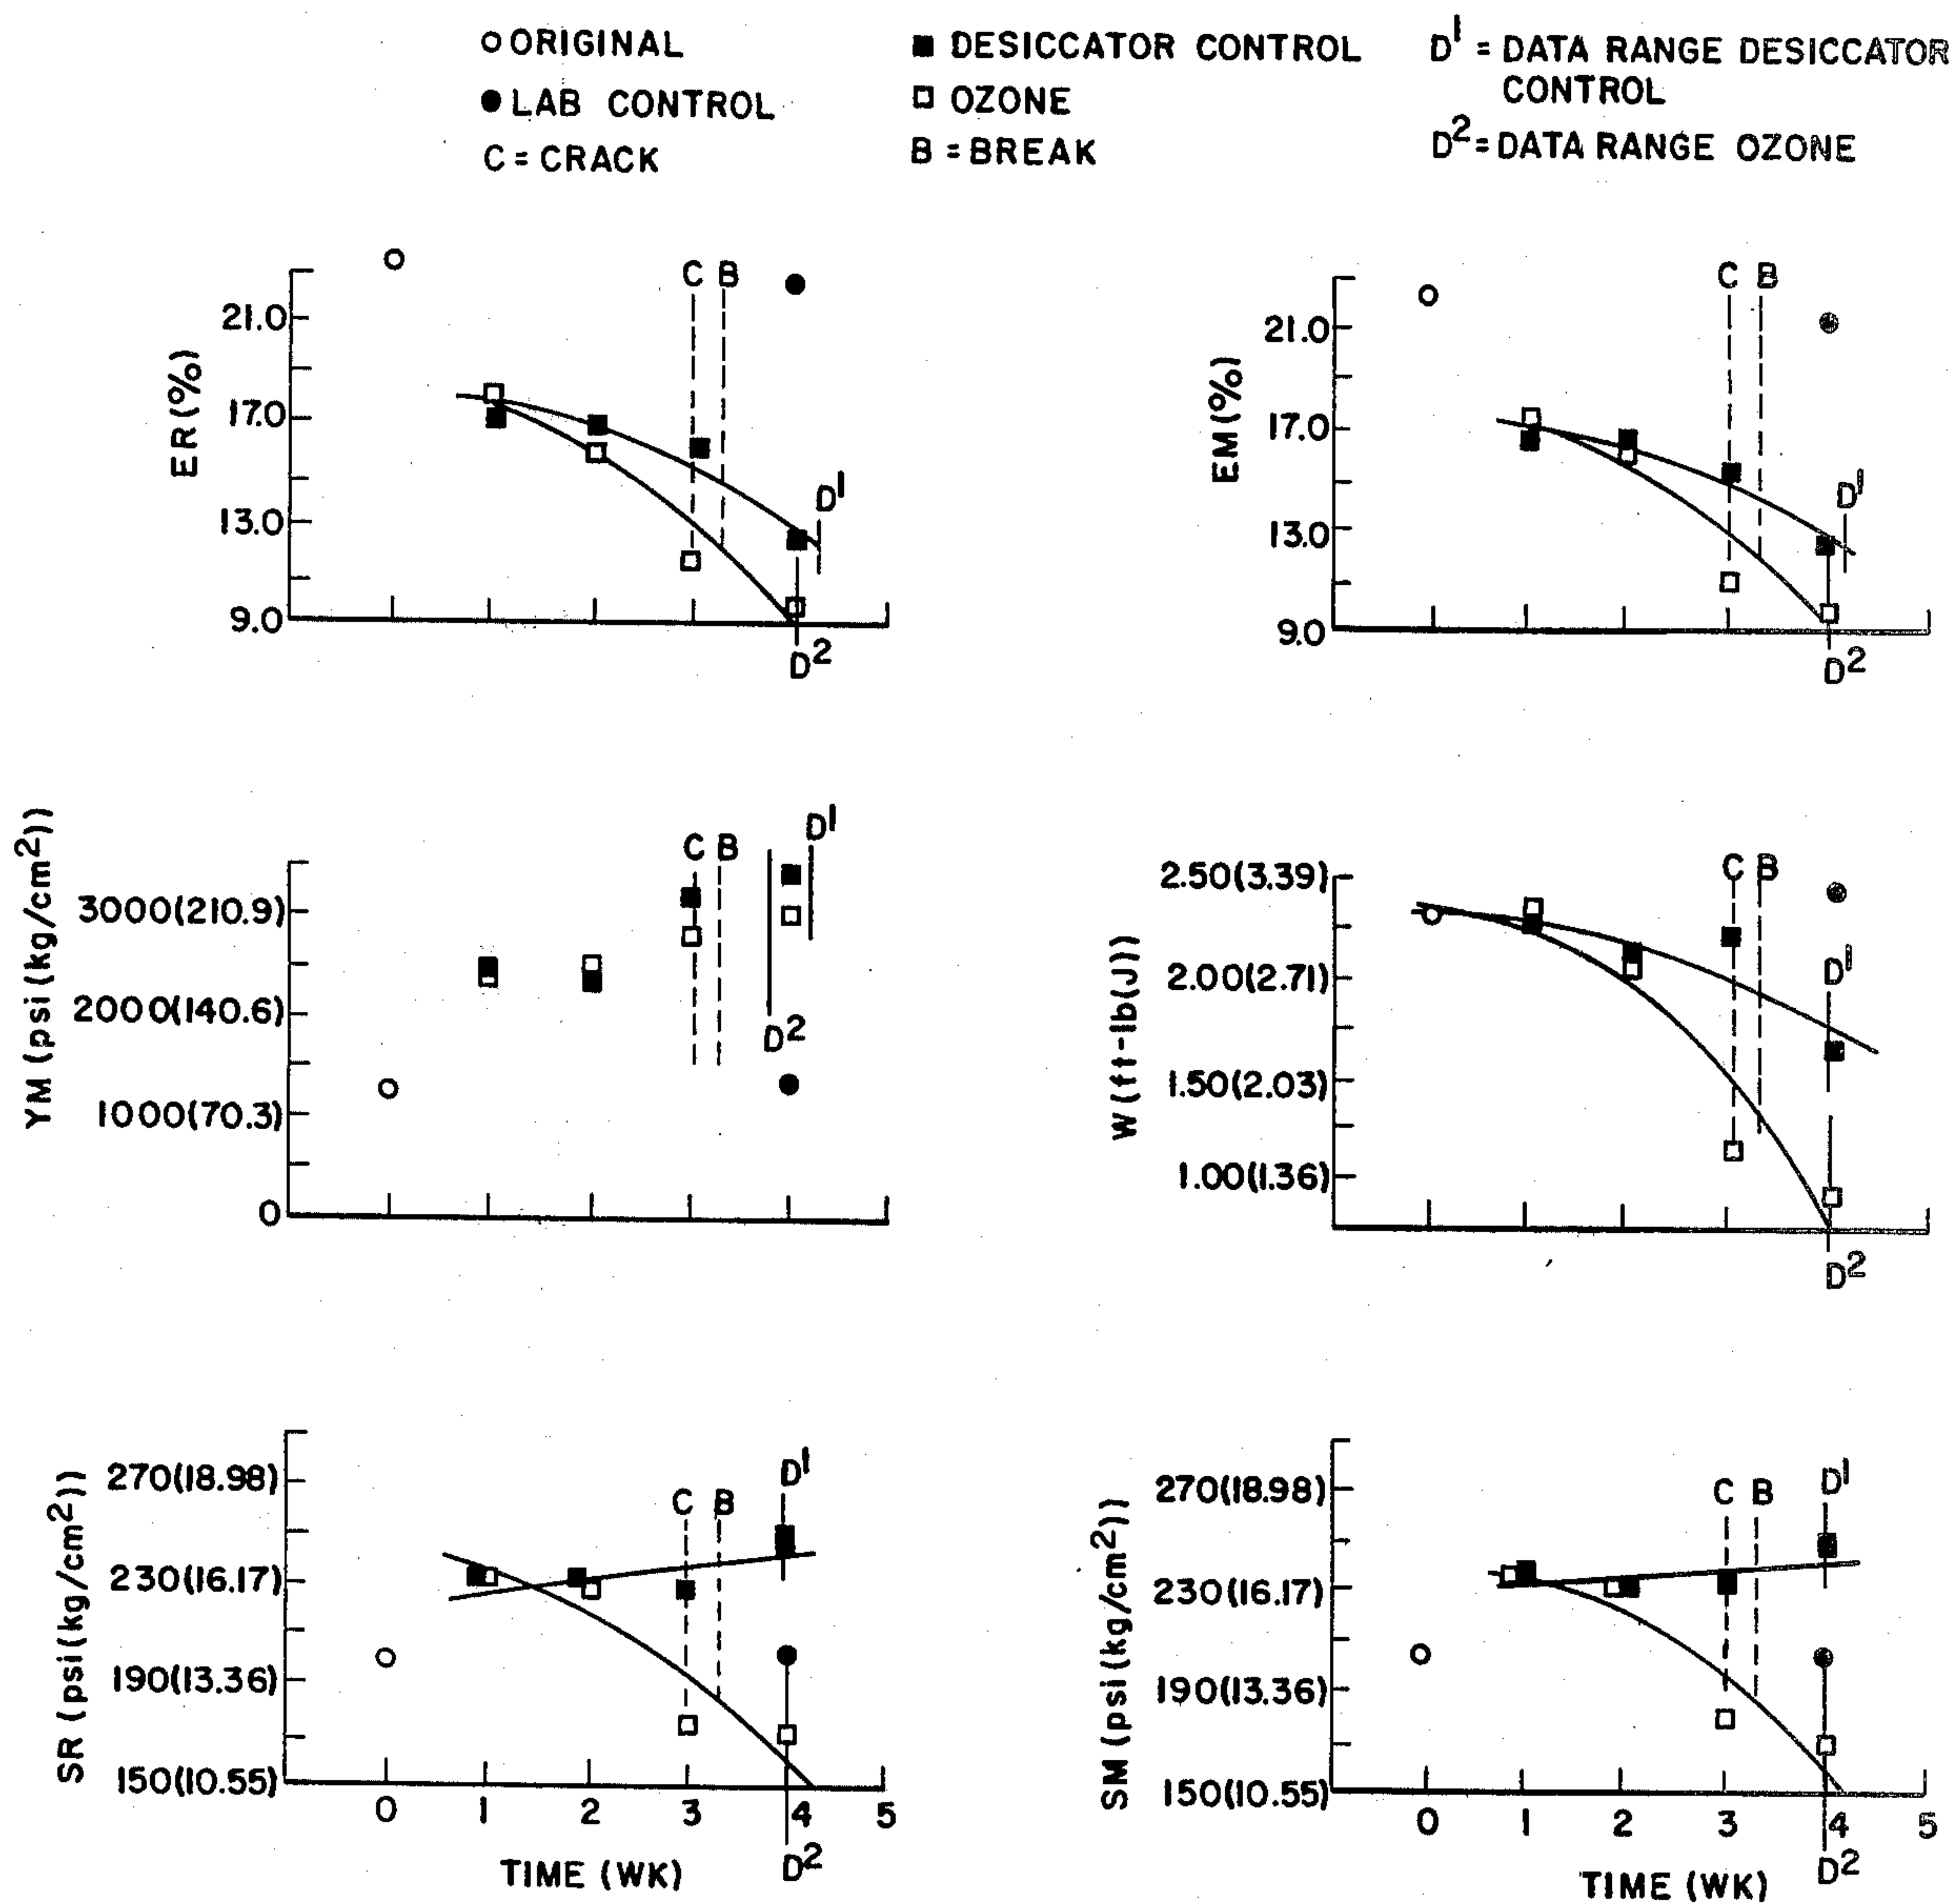 ○ ORIGINAL
● LAB CONTROL
C = CRACK
■ DESICCATOR CONTROL
□ OZONE
B = BREAK
D¹ = DATA RANGE DESICCATOR
CONTROL
D² = DATA RANGE OZONE
ER (%)
21.0
17.0
13.0
9.0
C B
D¹
D²
EM (%)
21.0
17.0
13.0
9.0
C B
D¹
D²
YM (psi(kg/cm²))
3000(210.9)
2000(140.6)
1000(70.3)
0
C B
D¹
D²
W(ft-lb(J))
2.50(3.39)
2.00(2.71)
1.50(2.03)
1.00(1.36)
C B
D¹
D²
SR (psi(kg/cm²))
270(18.98)
230(16.17)
190(13.36)
150(10.55)
C B
D¹
0 1 2 3 4 5
D²
TIME (WK)
SM (psi(kg/cm²))
270(18.98)
230(16.17)
190(13.36)
150(10.55)
C B
D¹
0 1 2 3 4 5
D²
TIME (WK)